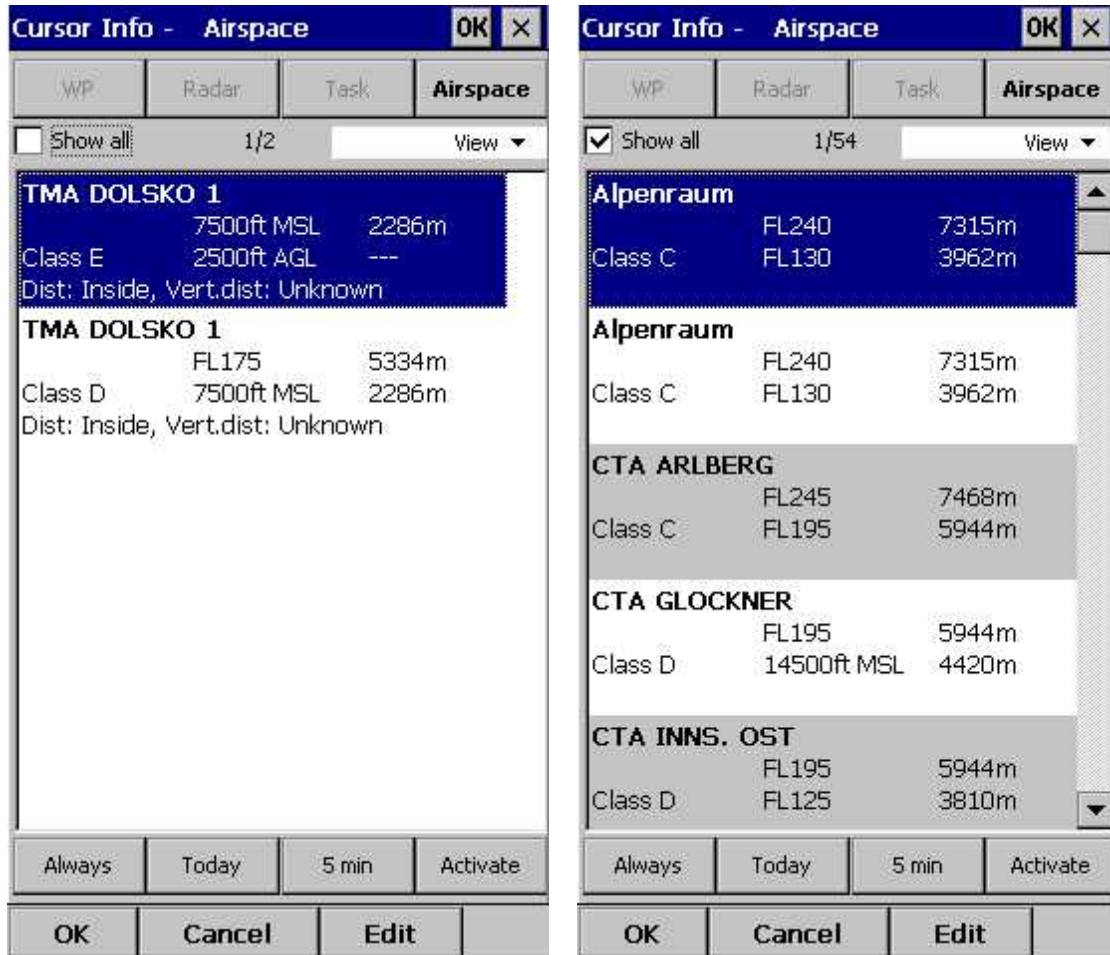 Cursor Info - Airspace OK ×
WP Radar Task Airspace
Show all 1/2 View
TMA DOLSKO 1
7500ft MSL 2286m
Class E 2500ft AGL ---
Dist: Inside, Vert.dist: Unknown
TMA DOLSKO 1
FL175 5334m
Class D 7500ft MSL 2286m
Dist: Inside, Vert.dist: Unknown
Always Today 5 min Activate
OK Cancel Edit
Cursor Info - Airspace OK ×
WP Radar Task Airspace
Show all 1/54 View
Alpenraum
FL240 7315m
Class C FL130 3962m
Alpenraum
FL240 7315m
Class C FL130 3962m
CTA ARLBERG
FL245 7468m
Class C FL195 5944m
CTA GLOCKNER
FL195 5944m
Class D 14500ft MSL 4420m
CTA INNS. OST
FL195 5944m
Class D FL125 3810m
Always Today 5 min Activate
OK Cancel Edit